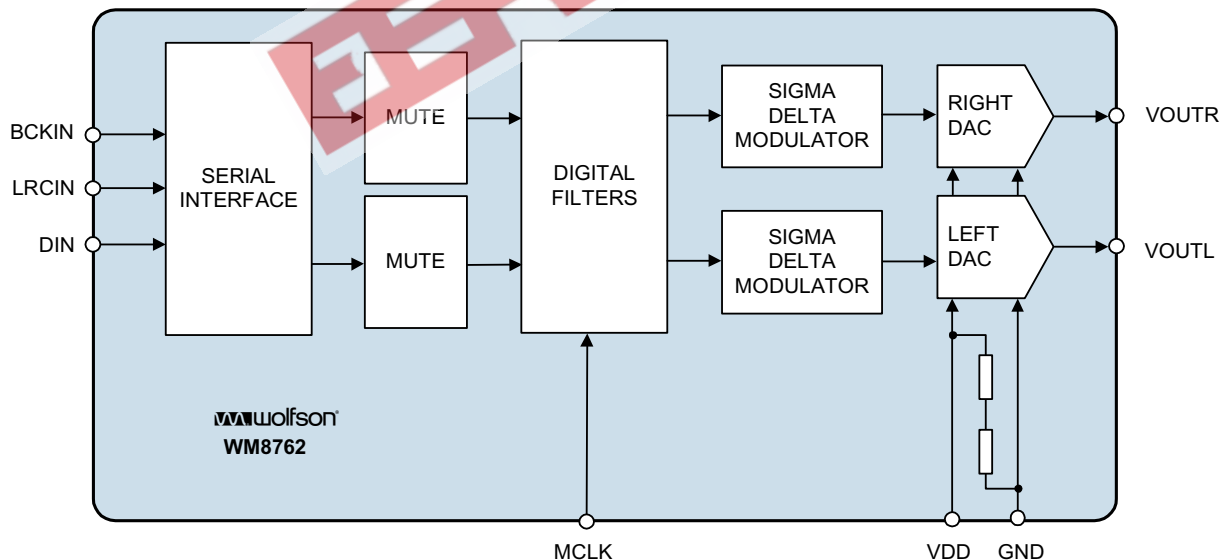 BCKIN
LRCIN
DIN
SERIAL
INTERFACE
MUTE
MUTE
DIGITAL
FILTERS
SIGMA
DELTA
MODULATOR
SIGMA
DELTA
MODULATOR
RIGHT
DAC
LEFT
DAC
VOUTR
VOUTL
wolfson
WM8762
MCLK
VDD
GND